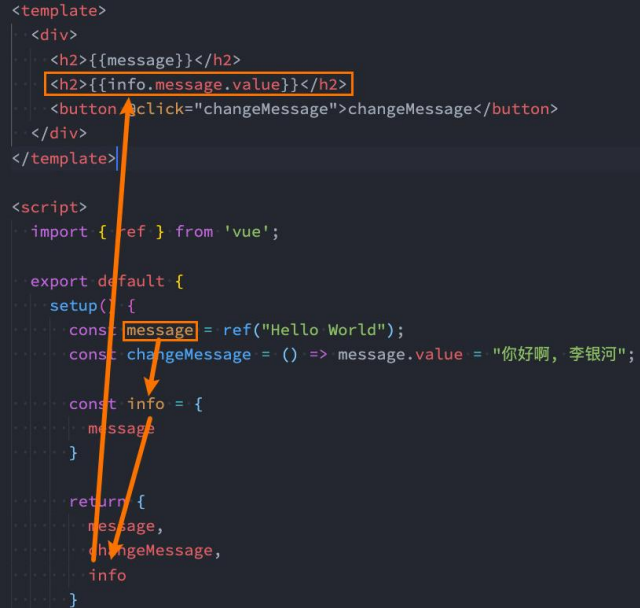 <template>
<div>
<h2>{{message}}</h2>
<h2>{{info.message.value}}</h2>
<button @click="changeMessage">changeMessage</button>
</div>
</template>
<script>
import { ref } from 'vue';
export default {
setup() {
const message = ref("Hello World");
const changeMessage = () => message.value = "你好啊, 李银河";
const info = {
message
}
return {
message,
changeMessage,
info
}